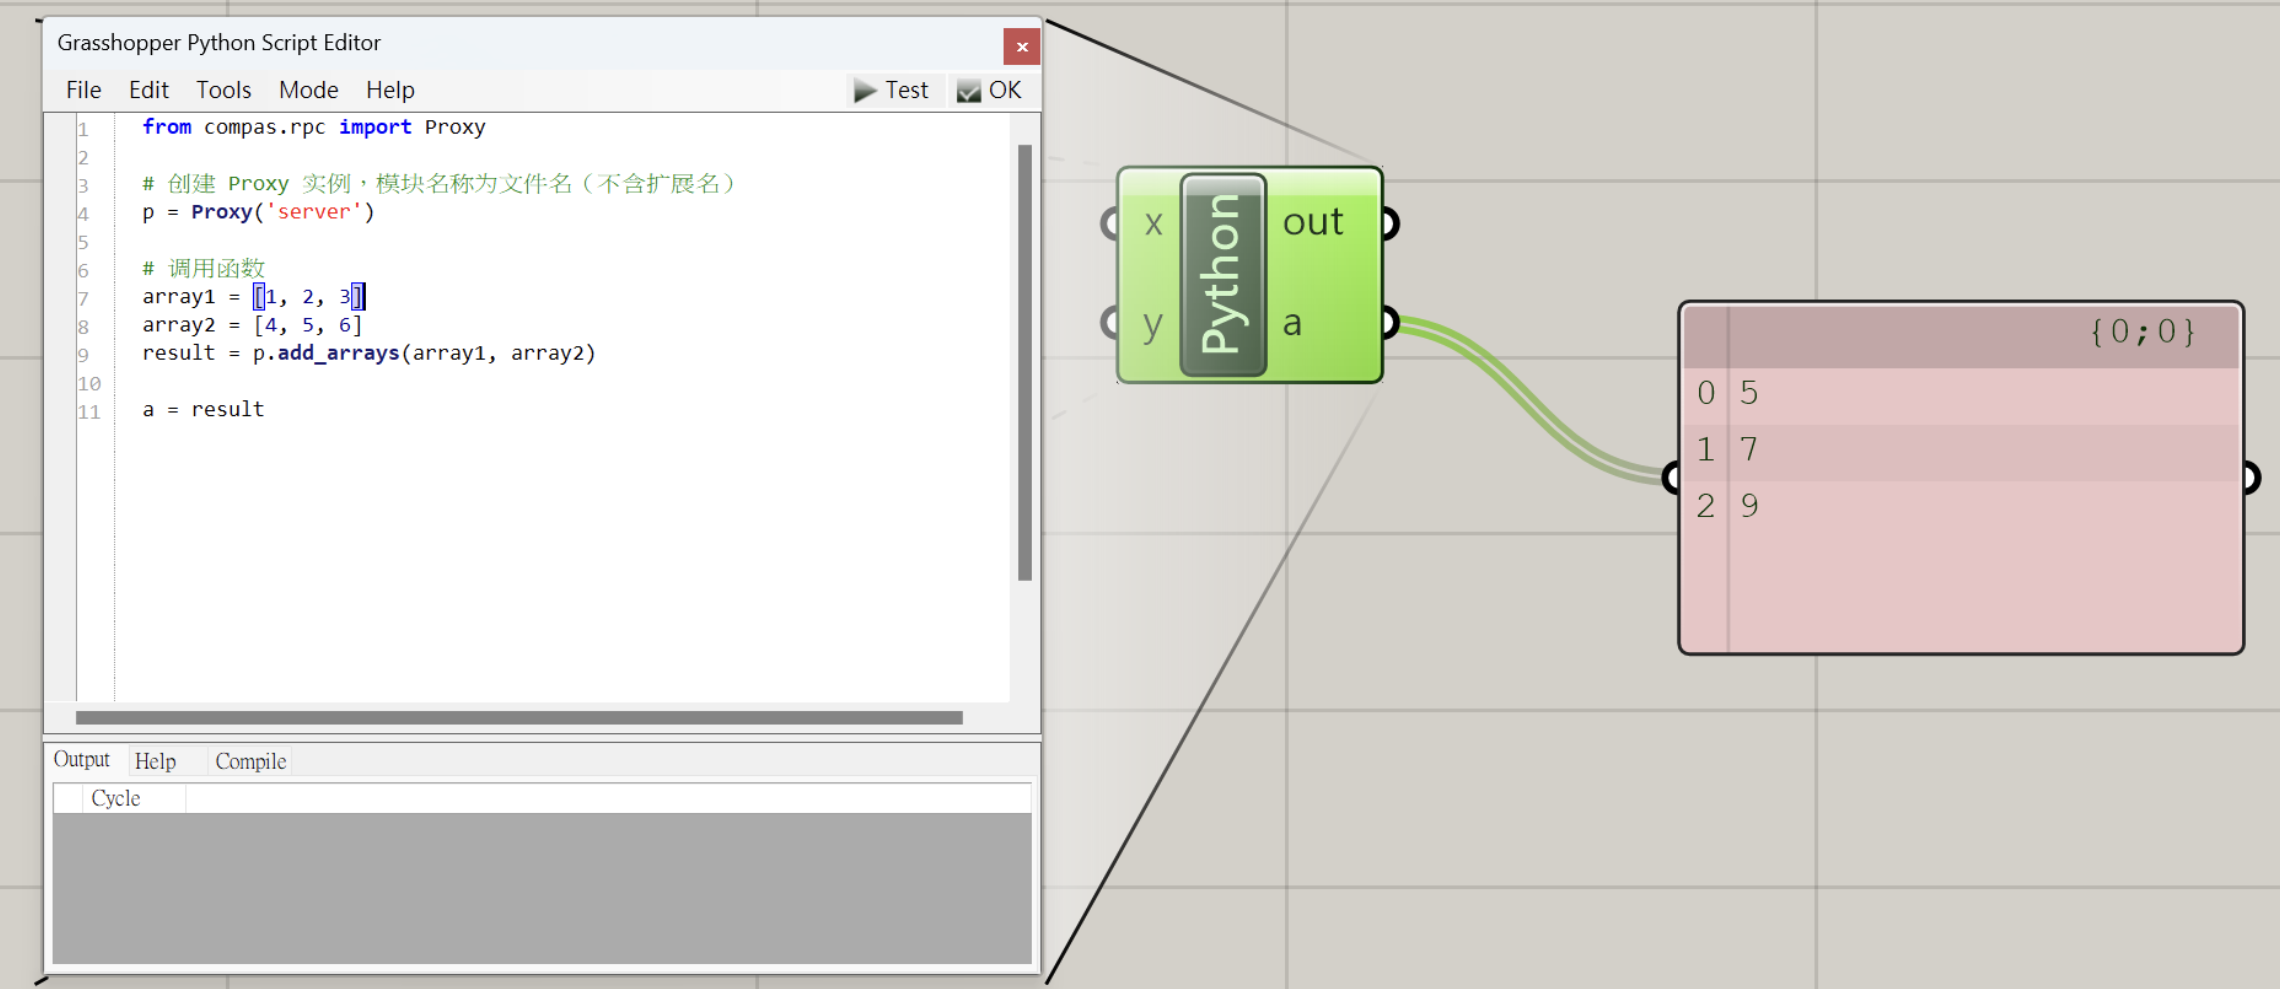 Grasshopper Python Script Editor
File Edit Tools Mode Help Test OK
1 from compas.rpc import Proxy
2
3 # 创建 Proxy 实例，模块名称为文件名（不含扩展名）
4 p = Proxy('server')
5
6 # 调用函数
7 array1 = [1, 2, 3]
8 array2 = [4, 5, 6]
9 result = p.add_arrays(array1, array2)
10
11 a = result
Output Help Compile
Cycle
x Python out
y a
{0;0}
0 5
1 7
2 9